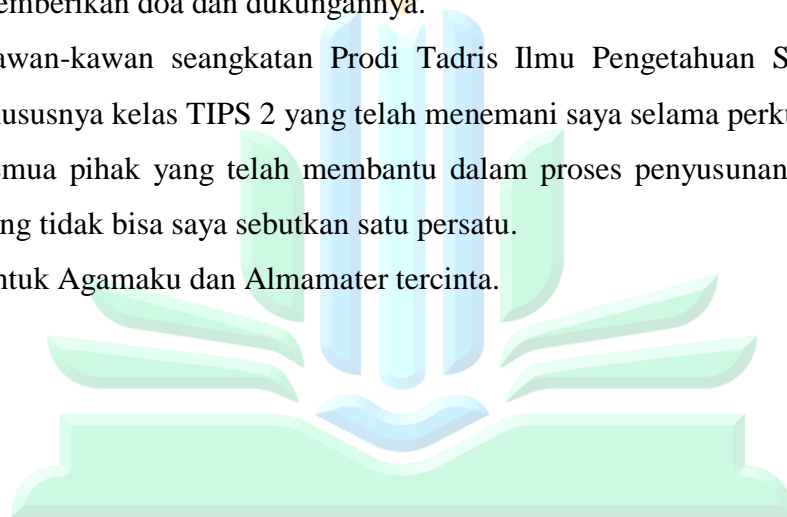 emberikan doa dan dukungannya.
awan-kawan seangkatan Prodi Tadris Ilmu Pengetahuan S
ususnya kelas TIPS 2 yang telah menemani saya selama perku
emua pihak yang telah membantu dalam proses penyusunan
ng tidak bisa saya sebutkan satu persatu.
ntuk Agamaku dan Almamater tercinta.